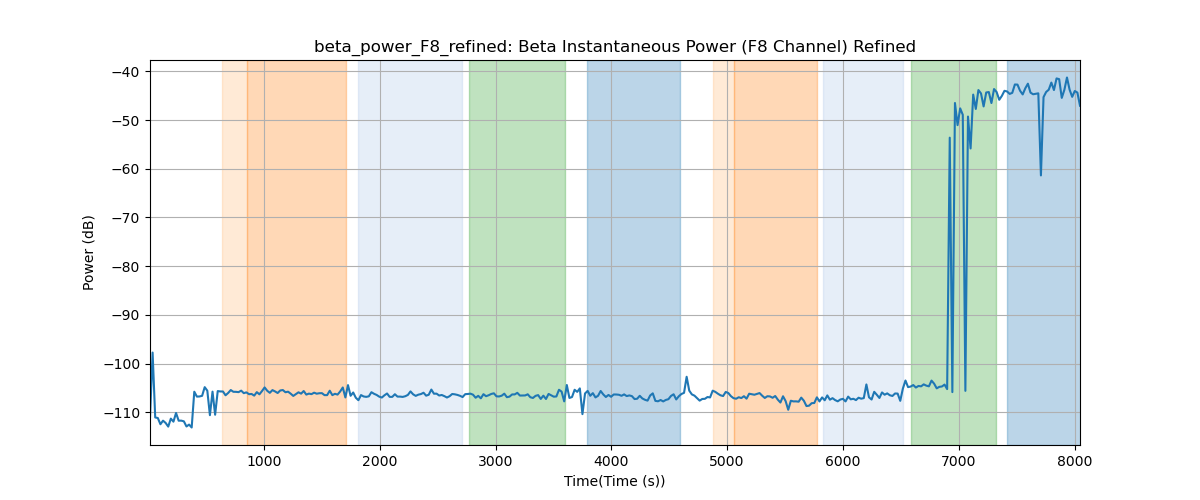 beta_power_F8_refined: Beta Instantaneous Power (F8 Channel) Refined
Power (dB)
−40
−50
−60
−70
−80
−90
−100
−110
1000 2000 3000 4000 5000 6000 7000 8000
Time(Time (s))